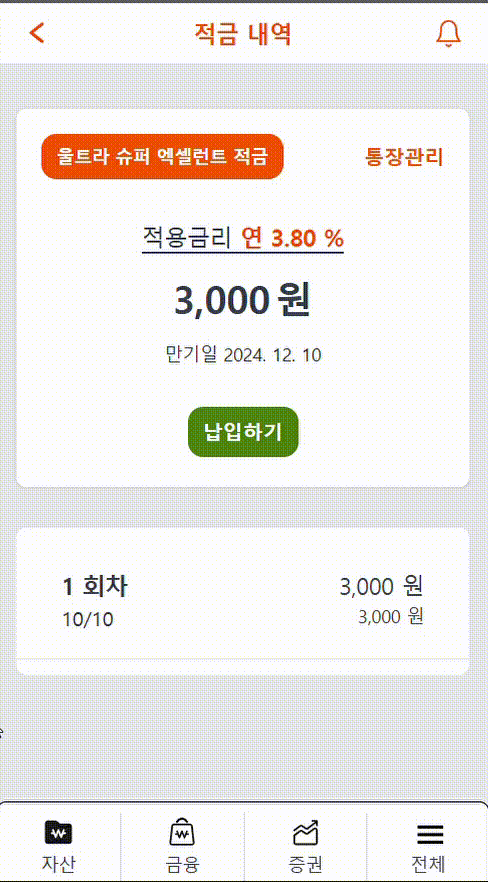 적금 내역
울트라 슈퍼 엑셀런트 적금 통장관리
적용금리 연 3.80 %
3,000 원
만기일 2024. 12. 10
납입하기
1 회차 3,000 원
10/10 3,000 원
자산 금융 증권 전체